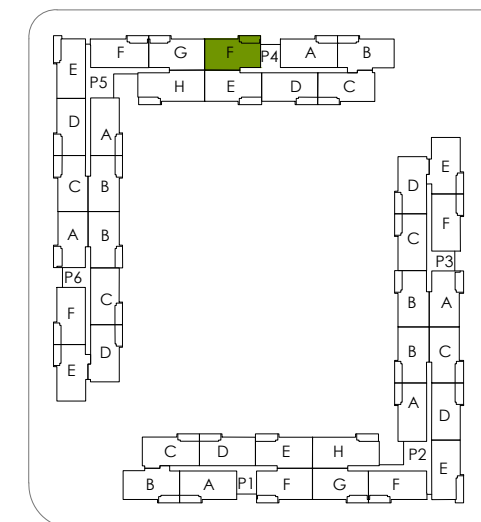 F G F P4 A B
E P5 H E D C
D A
C B
A B
P6
F C
E D
E
D
F
C
P3
B A
B C
A D
C D E H P2
B A P1 F G F E